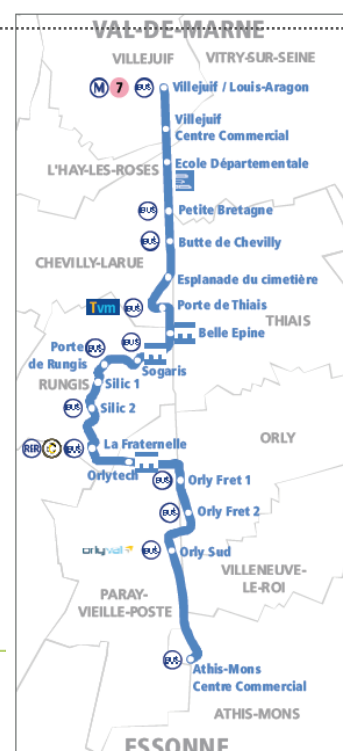 VAL-DE-MARNE
VILLEJUIF
VITRY-SUR-SEINE
M 7 BUS Villejuif / Louis-Aragon
Villejuif
Centre Commercial
Ecole Départementale
L'HAY-LES-ROSES
BUS Petite Bretagne
BUS Butte de Chevilly
CHEVILLY-LARUE
Esplanade du cimetière
Tvm BUS Porte de Thiais
THIAIS
Belle Epine
BUS
Porte BUS
de Rungis
Sogaris
RUNGIS
Silic 1
BUS Silic 2
ORLY
RER C BUS La Fraternelle
Orlytech
BUS Orly Fret 1
BUS Orly Fret 2
orlyval BUS Orly Sud
VILLENEUVE-
LE-ROI
PARAY-
VIEILLE-POSTE
BUS Athis-Mons
Centre Commercial
ATHIS-MONS
ESSONNE